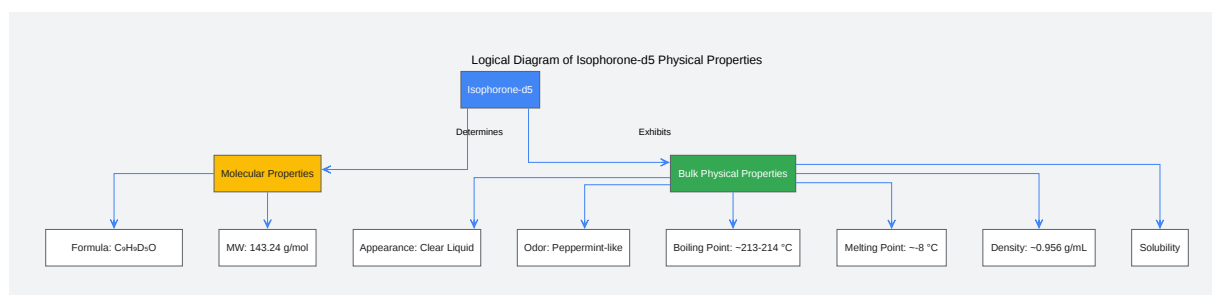 Logical Diagram of Isophorone-d5 Physical Properties
Isophorone-d5
Determines
Exhibits
Molecular Properties
Bulk Physical Properties
Formula: C₉H₉D₅O
MW: 143.24 g/mol
Appearance: Clear Liquid
Odor: Peppermint-like
Boiling Point: ~213-214 °C
Melting Point: ~-8 °C
Density: ~0.956 g/mL
Solubility